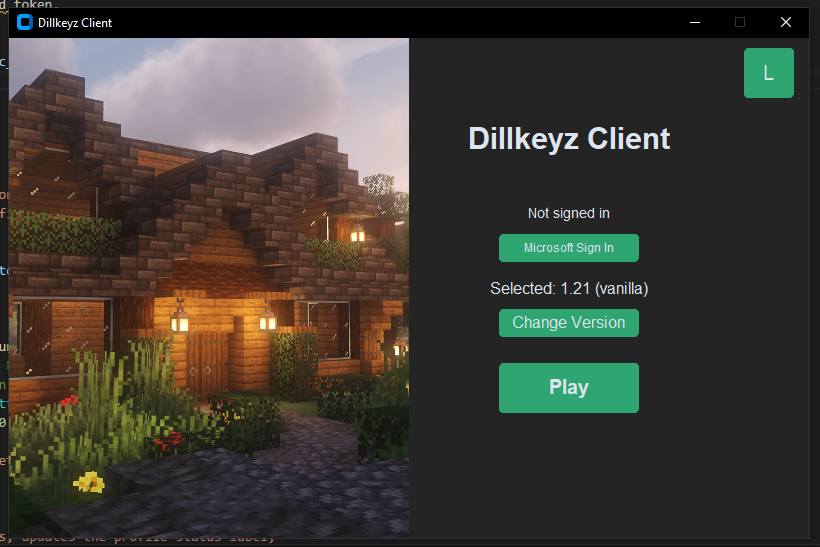 d token.
Dillkeyz Client
L
Dillkeyz Client
Not signed in
Microsoft Sign In
Selected: 1.21 (vanilla)
Change Version
Play
s, updates the profile status label,